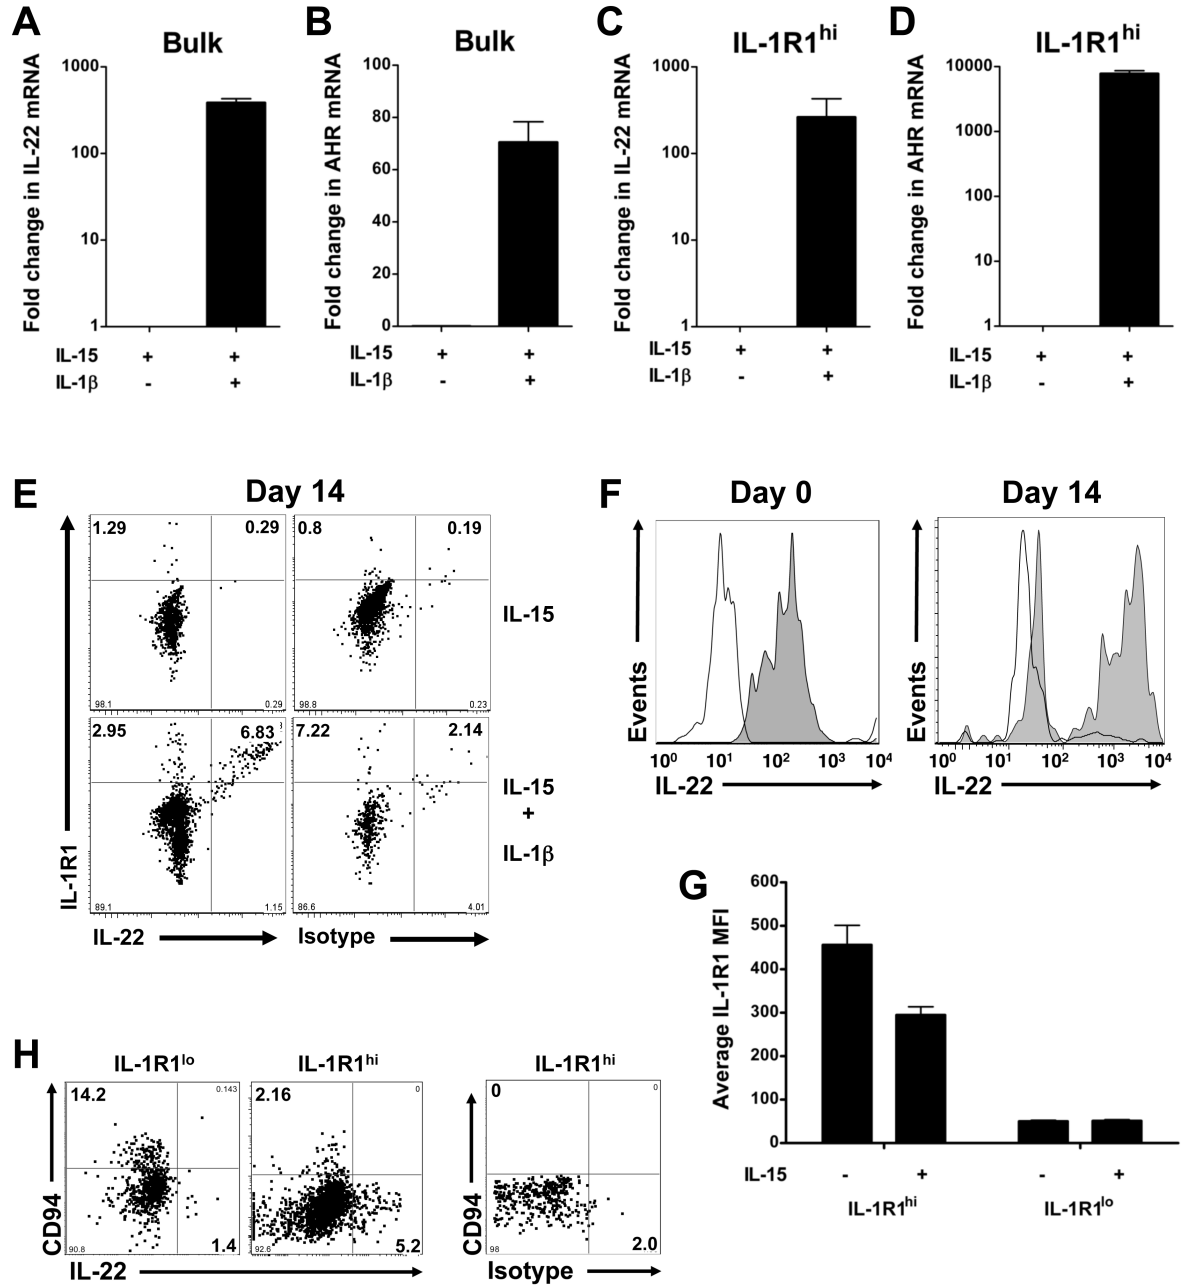 A
Bulk
Fold change in IL-22 mRNA
1000
100
10
1
IL-15 + +
IL-1β - +
B
Bulk
Fold change in AHR mRNA
100
80
60
40
20
0
IL-15 + +
IL-1β - +
C
IL-1R1hi
Fold change in IL-22 mRNA
1000
100
10
1
IL-15 + +
IL-1β - +
D
IL-1R1hi
Fold change in AHR mRNA
10000
1000
100
10
1
IL-15 + +
IL-1β - +
E
Day 14
1.29 0.29
98.1 0.29
0.8 0.19
98.8 0.23
IL-15
2.95 6.83
89.1 1.15
7.22 2.14
86.6 4.01
IL-15
+
IL-1β
IL-1R1
IL-22
Isotype
F
Day 0
Events
10⁰ 10¹ 10² 10³ 10⁴
IL-22
Day 14
Events
10⁰ 10¹ 10² 10³ 10⁴
IL-22
G
Average IL-1R1 MFI
600
500
400
300
200
100
0
IL-15 - + - +
IL-1R1hi IL-1R1lo
H
IL-1R1lo
14.2 0.143
90.8 1.4
IL-1R1hi
2.16 0
92.6 5.2
CD94
IL-22
IL-1R1hi
0 0
98 2.0
CD94
Isotype